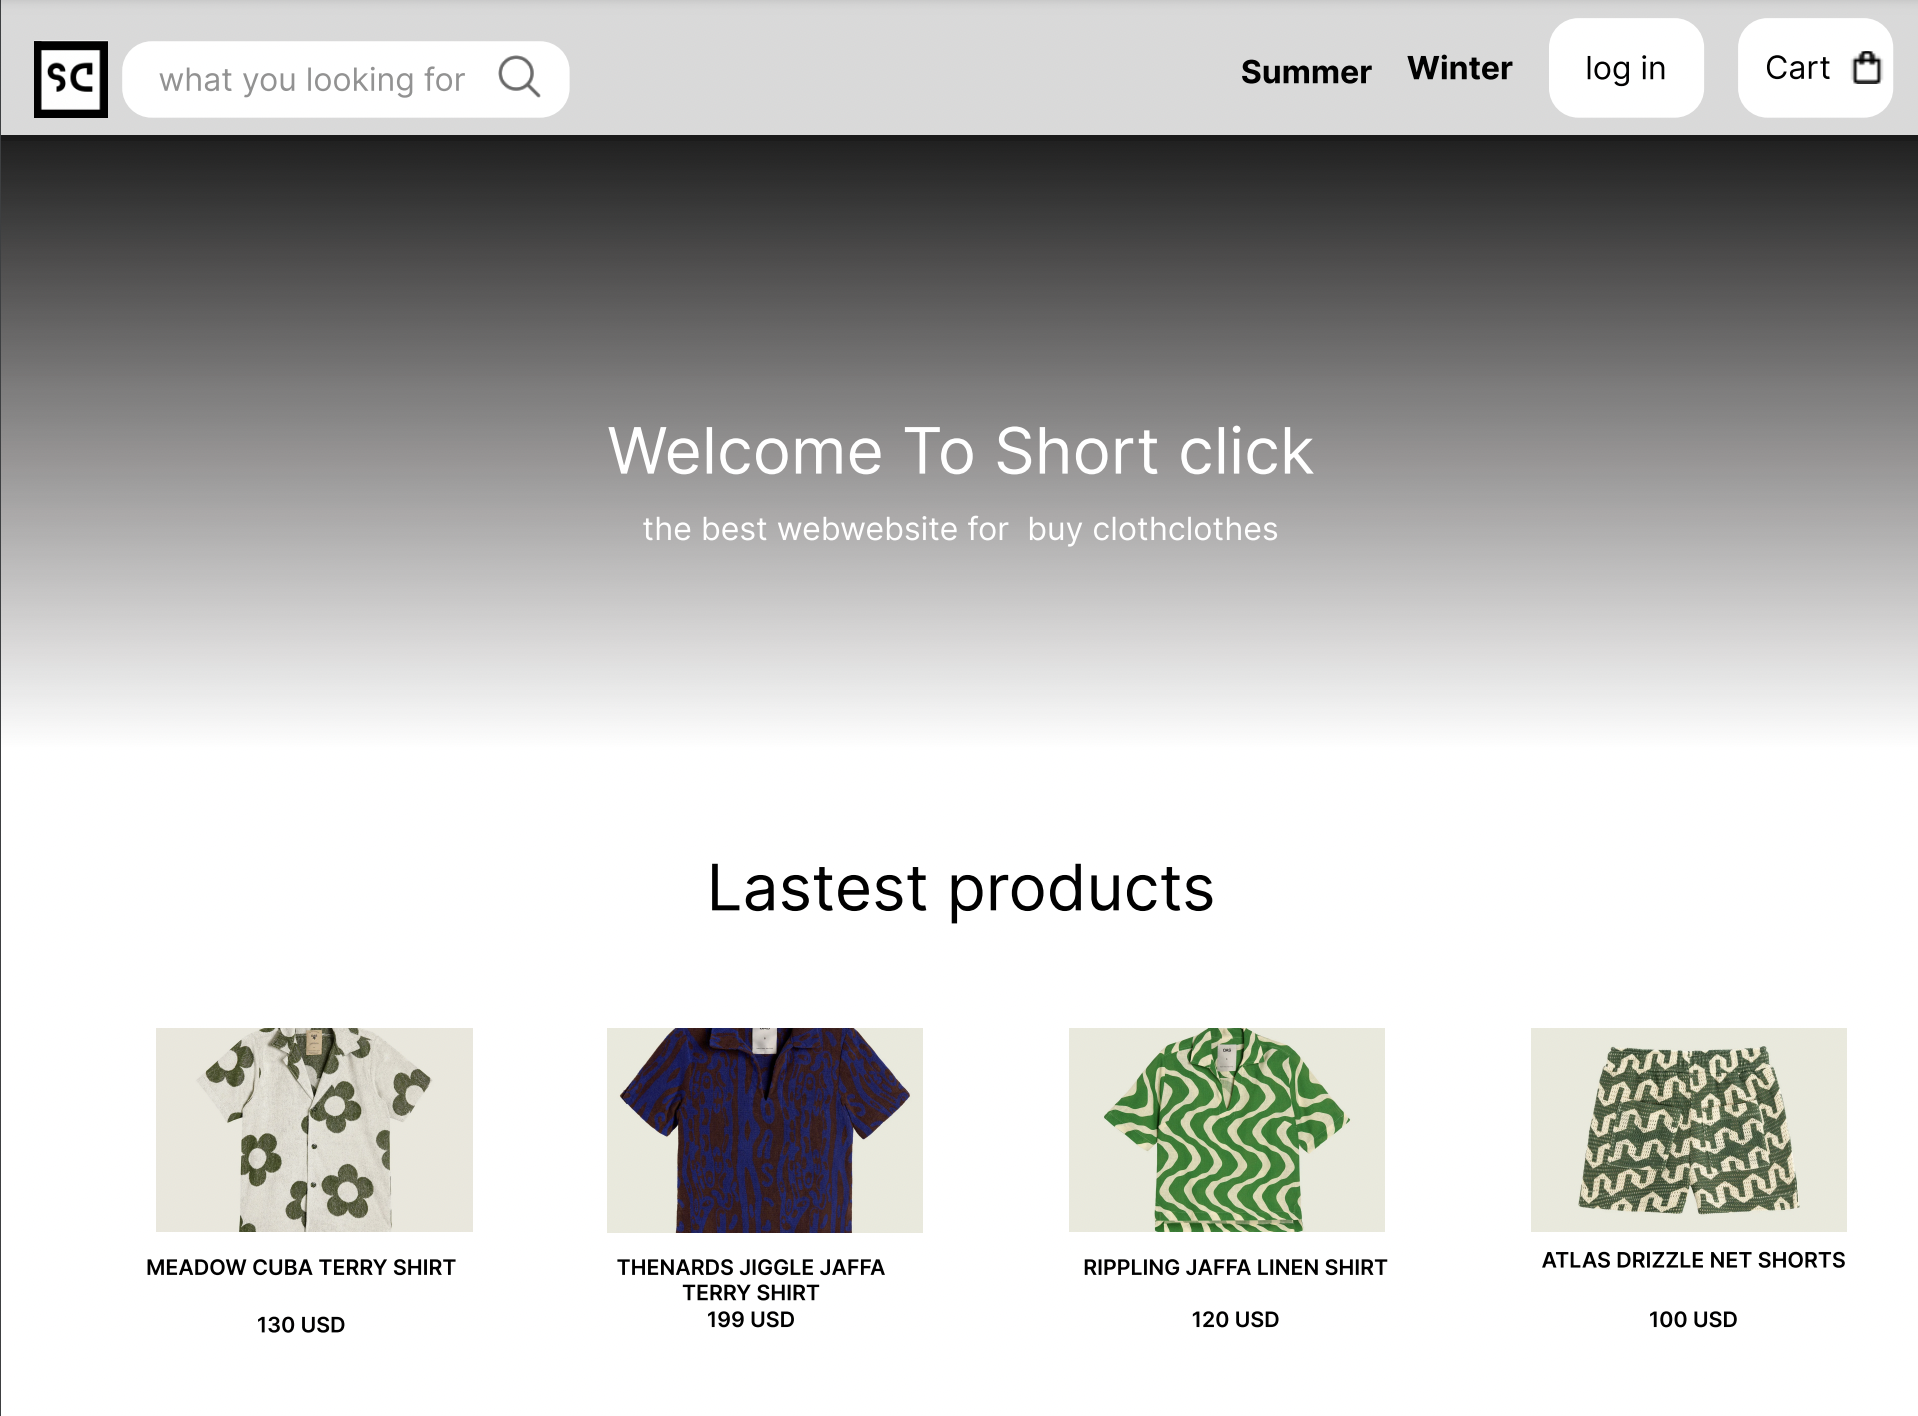 SC
what you looking for
Summer
Winter
log in
Cart
Welcome To Short click
the best webwebsite for  buy clothclothes
Lastest products
MEADOW CUBA TERRY SHIRT
130 USD
THENARDS JIGGLE JAFFA
TERRY SHIRT
199 USD
RIPPLING JAFFA LINEN SHIRT
120 USD
ATLAS DRIZZLE NET SHORTS
100 USD